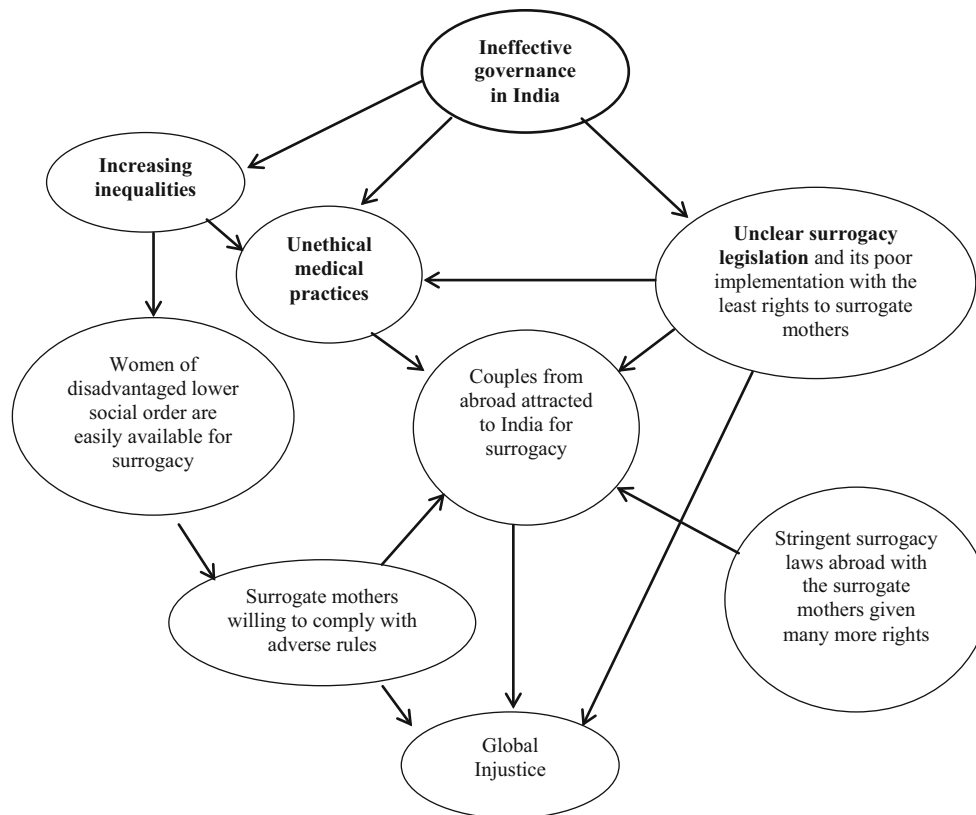 Ineffective
governance
in India
Increasing
inequalities
Unethical
medical
practices
Unclear surrogacy
legislation and its poor
implementation with the
least rights to surrogate
mothers
Women of
disadvantaged lower
social order are
easily available for
surrogacy
Couples from
abroad attracted
to India for
surrogacy
Stringent surrogacy
laws abroad with
the surrogate
mothers given
many more rights
Surrogate mothers
willing to comply with
adverse rules
Global
Injustice